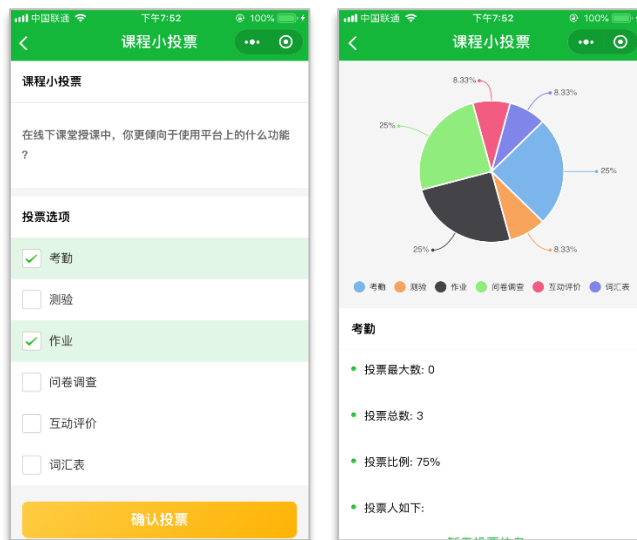 中国联通
下午7:52
100%
课程小投票
课程小投票
在线下课堂授课中，你更倾向于使用平台上的什么功能
？
投票选项
考勤
测验
作业
问卷调查
互动评价
词汇表
确认投票
中国联通
下午7:52
100%
课程小投票
8.33%
8.33%
25%
25%
25%
8.33%
考勤 测验 作业 问卷调查 互动评价 词汇表
考勤
投票最大数: 0
投票总数: 3
投票比例: 75%
投票人如下: